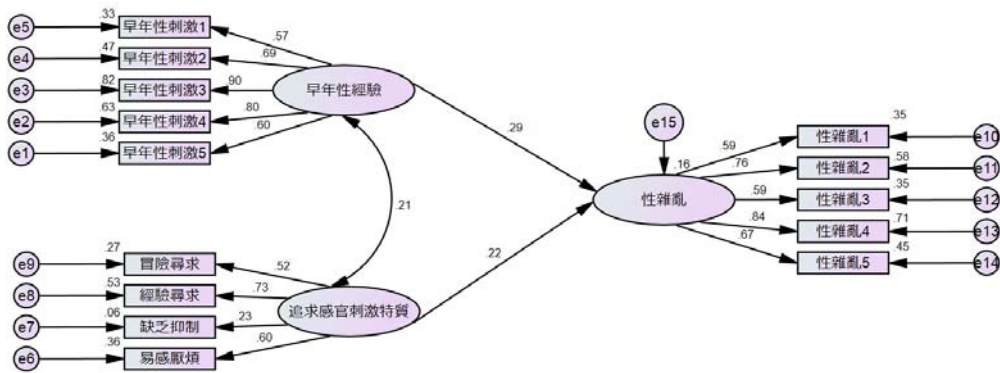 e5
.33
早年性刺激1
.57
e4
.47
早年性刺激2
.69
e3
.82
早年性刺激3
.90
早年性經驗
e2
.63
早年性刺激4
.80
e1
.36
早年性刺激5
.60
.29
.21
.22
e15
.16
性雜亂
.59
性雜亂1
.35
e10
.76
性雜亂2
.58
e11
.59
性雜亂3
.35
e12
.84
性雜亂4
.71
e13
.67
性雜亂5
.45
e14
e9
.27
冒險尋求
.52
e8
.53
經驗尋求
.73
追求感官刺激特質
e7
.06
缺乏抑制
.23
e6
.36
易感厭煩
.60